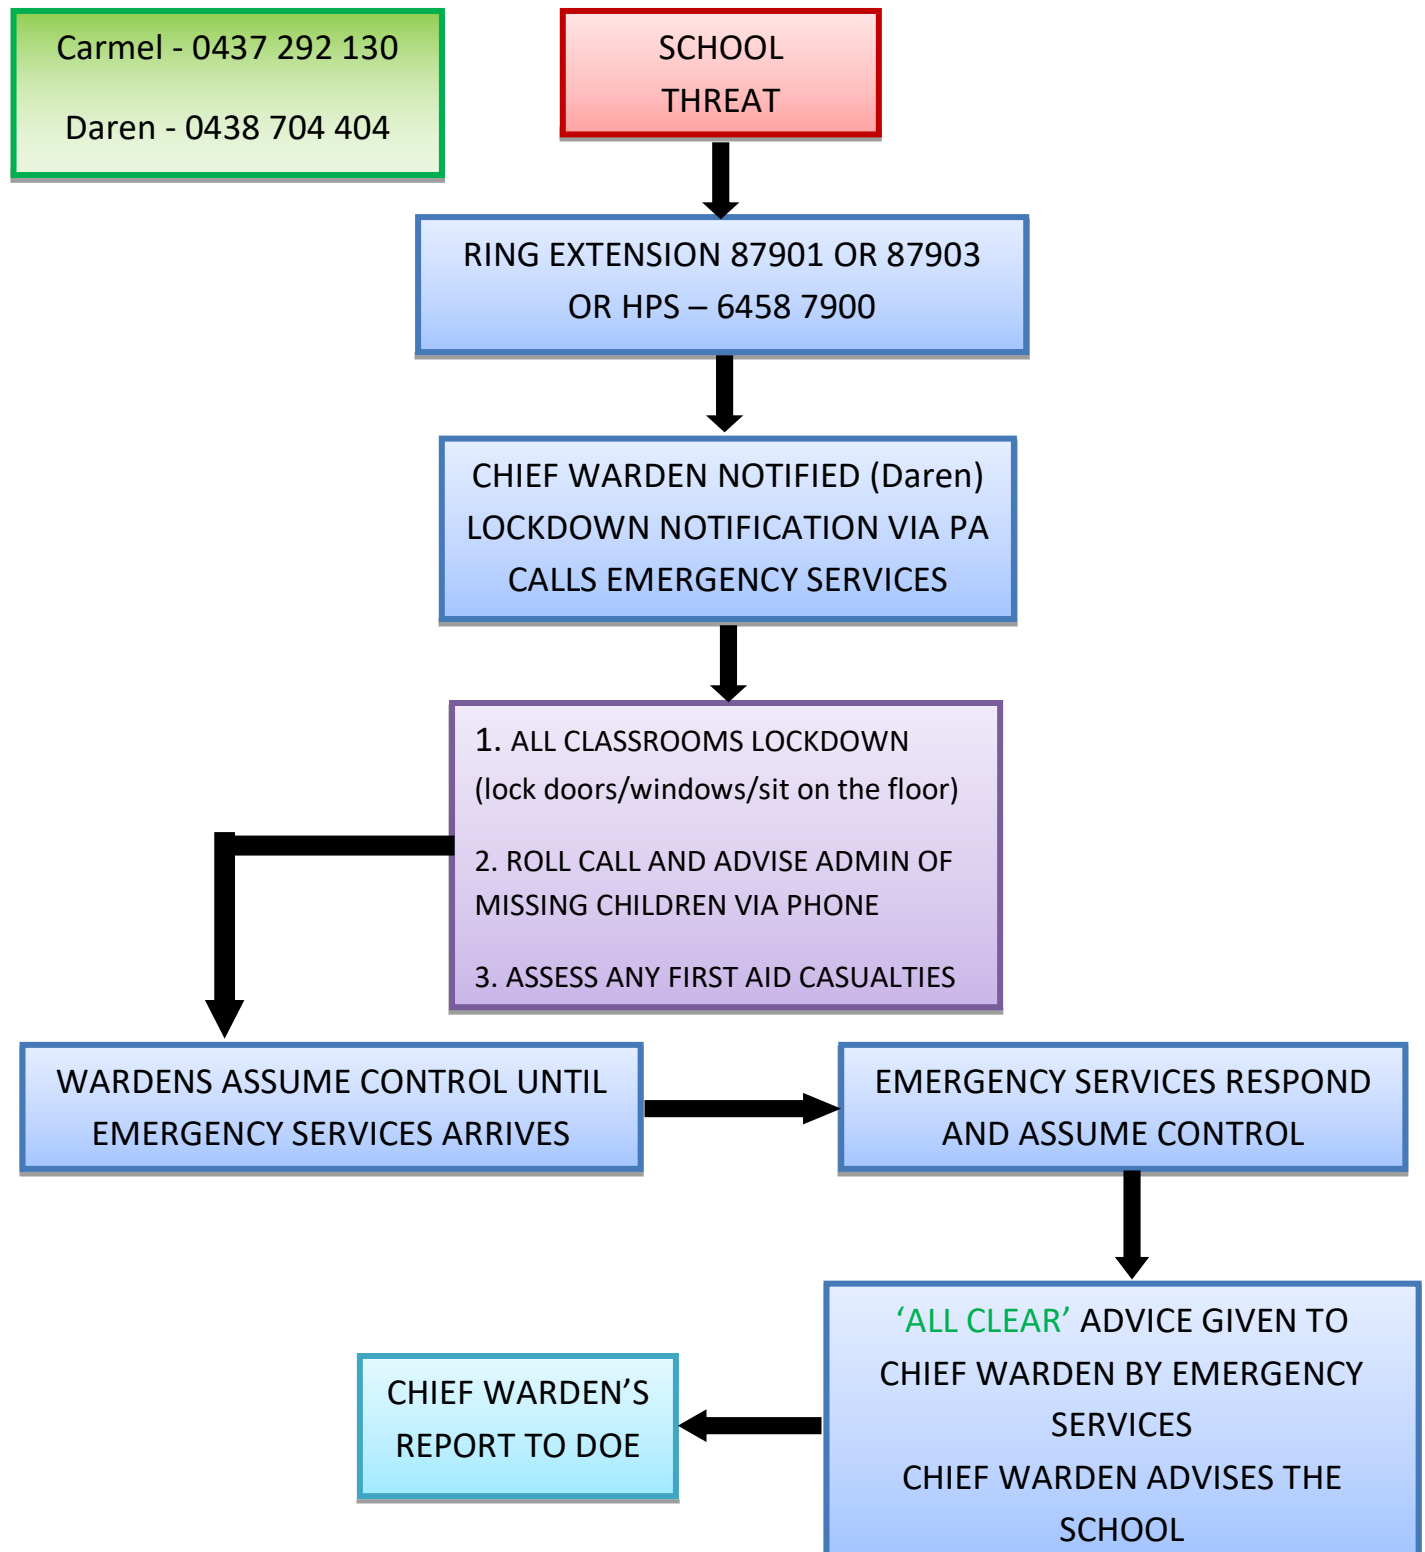 Carmel - 0437 292 130
Daren - 0438 704 404
SCHOOL
THREAT
RING EXTENSION 87901 OR 87903
OR HPS – 6458 7900
CHIEF WARDEN NOTIFIED (Daren)
LOCKDOWN NOTIFICATION VIA PA
CALLS EMERGENCY SERVICES
1. ALL CLASSROOMS LOCKDOWN
(lock doors/windows/sit on the floor)
2. ROLL CALL AND ADVISE ADMIN OF
MISSING CHILDREN VIA PHONE
3. ASSESS ANY FIRST AID CASUALTIES
WARDENS ASSUME CONTROL UNTIL
EMERGENCY SERVICES ARRIVES
EMERGENCY SERVICES RESPOND
AND ASSUME CONTROL
‘ALL CLEAR’ ADVICE GIVEN TO
CHIEF WARDEN BY EMERGENCY
SERVICES
CHIEF WARDEN ADVISES THE
SCHOOL
CHIEF WARDEN’S
REPORT TO DOE